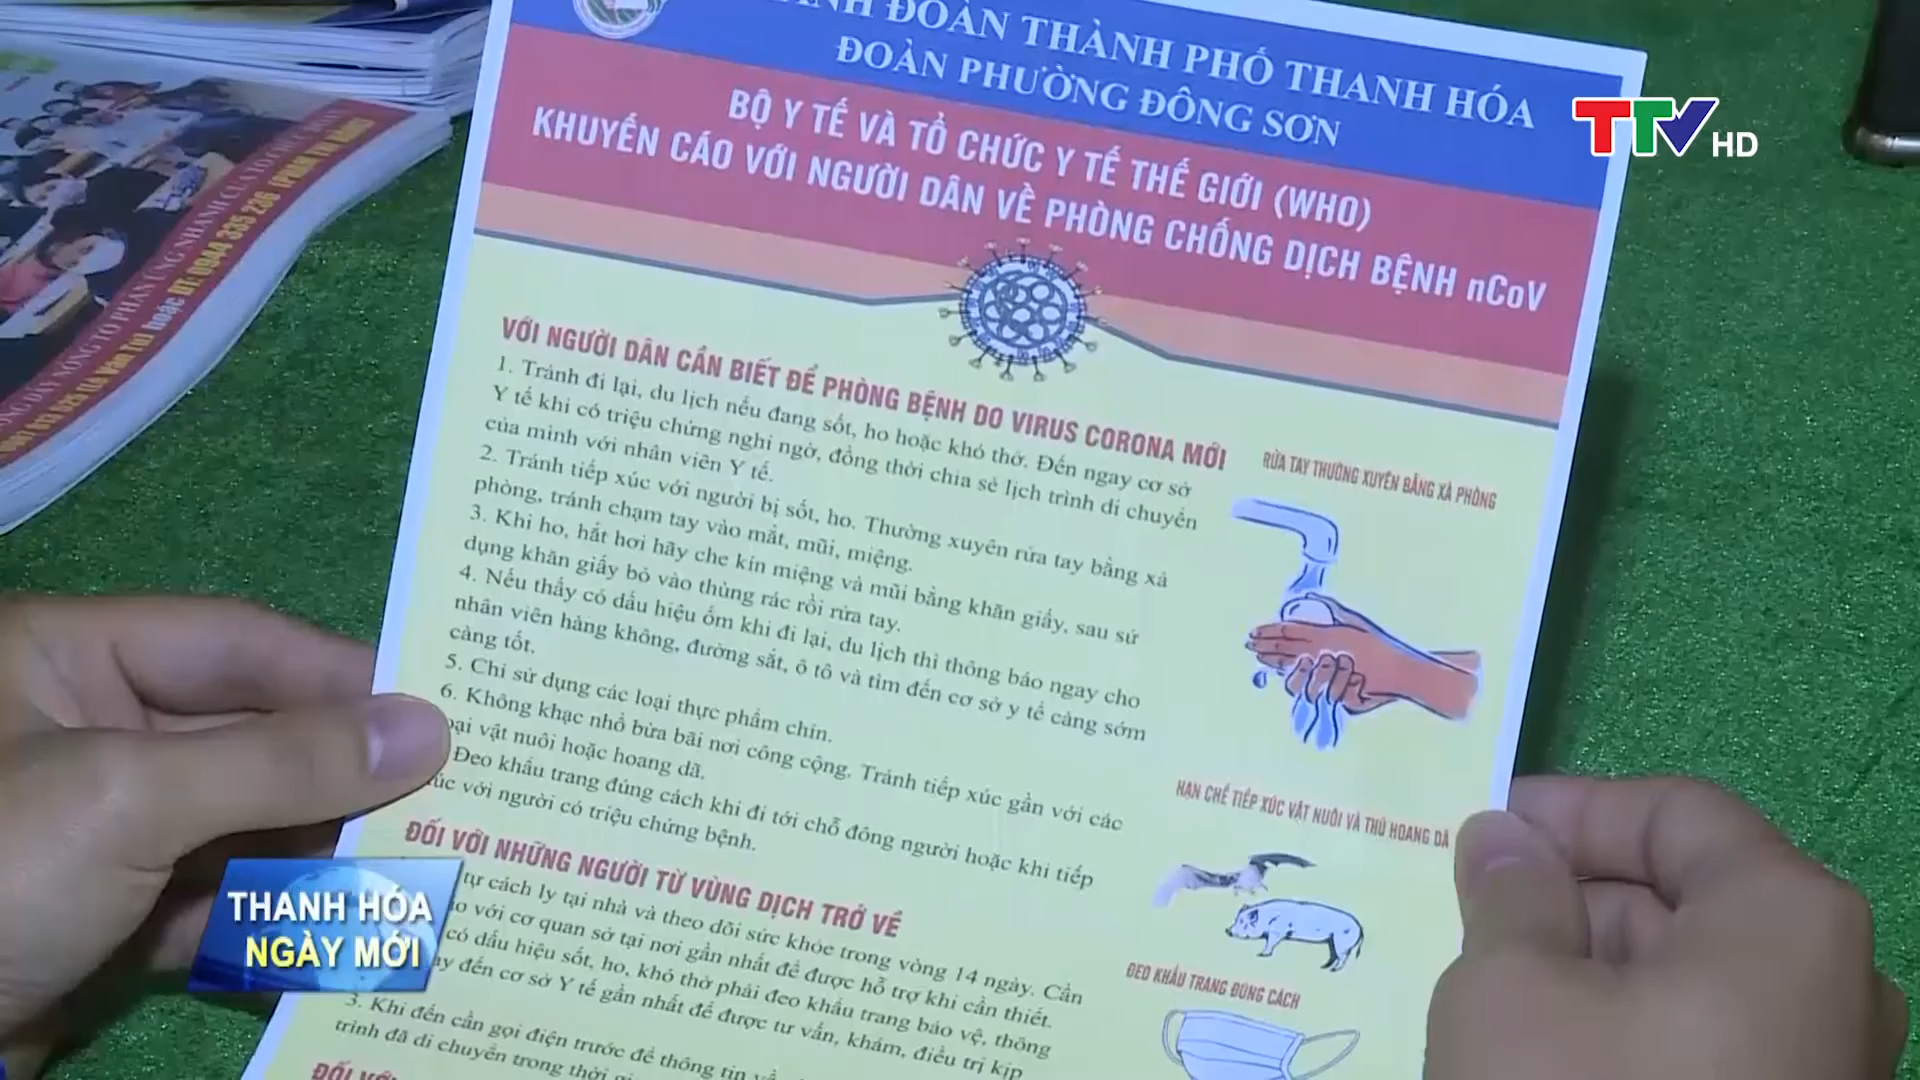 ĐOÀN THÀNH PHỐ THANH HÓA
ĐOÀN PHƯỜNG ĐÔNG SƠN
BỘ Y TẾ VÀ TỔ CHỨC Y TẾ THẾ GIỚI (WHO)
KHUYẾN CÁO VỚI NGƯỜI DÂN VỀ PHÒNG CHỐNG DỊCH BỆNH nCoV
TTV HD
VỚI NGƯỜI DÂN CẦN BIẾT ĐỂ PHÒNG BỆNH DO VIRUS CORONA MỚI
1. Tránh đi lại, du lịch nếu đang sốt, ho hoặc khó thở. Đến ngay cơ sở
Y tế khi có triệu chứng nghi ngờ, đồng thời chia sẻ lịch trình di chuyển
của mình với nhân viên Y tế.
2. Tránh tiếp xúc với người bị sốt, ho. Thường xuyên rửa tay bằng xà
phòng, tránh chạm tay vào mắt, mũi, miệng.
3. Khi ho, hắt hơi hãy che kín miệng và mũi bằng khăn giấy, sau sử
dụng khăn giấy bỏ vào thùng rác rồi rửa tay.
4. Nếu thấy có dấu hiệu ốm khi đi lại, du lịch thì thông báo ngay cho
nhân viên hàng không, đường sắt, ô tô và tìm đến cơ sở y tế càng sớm
càng tốt.
5. Chỉ sử dụng các loại thực phẩm chín.
6. Không khạc nhổ bừa bãi nơi công cộng. Tránh tiếp xúc gần với các
vật nuôi hoặc hoang dã.
Đeo khẩu trang đúng cách khi đi tới chỗ đông người hoặc khi tiếp
với người có triệu chứng bệnh.
RỬA TAY THƯỜNG XUYÊN BẰNG XÀ PHÒNG
HẠN CHẾ TIẾP XÚC VẬT NUÔI VÀ THÚ HOANG DÃ
ĐEO KHẨU TRANG ĐÚNG CÁCH
ĐỐI VỚI NHỮNG NGƯỜI TỪ VÙNG DỊCH TRỞ VỀ
tự cách ly tại nhà và theo dõi sức khỏe trong vòng 14 ngày. Cần
với cơ quan sở tại nơi gần nhất để được hỗ trợ khi cần thiết.
có dấu hiệu sốt, ho, khó thở phải đeo khẩu trang bảo vệ, thông
đến cơ sở Y tế gần nhất để được tư vấn, khám, điều trị kịp
3. Khi đến cần gọi điện trước để thông tin về
trình đã di chuyển trong thời
THANH HÓA
NGÀY MỚI
hoặc ĐT: 0944 335 236 (PHẠM THỊ